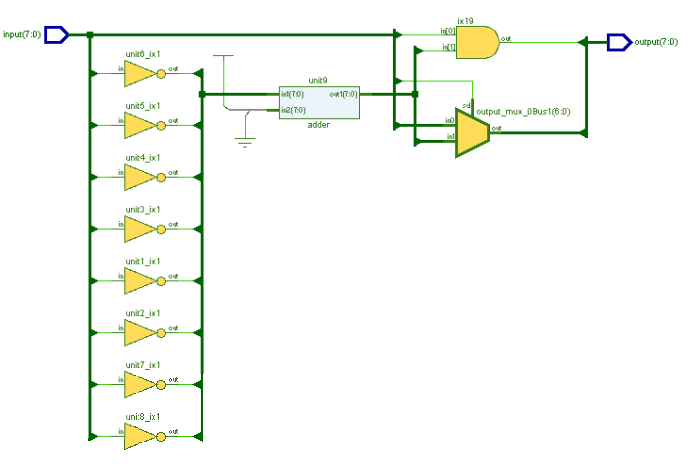 ix19
input(7:0)
in[0]
out
output(7:0)
in[1]
unit6_ix1
in
out
unit9
in1(7:0)
out1(7:0)
in2(7:0)
adder
sel
output_mux_0Bus1(6:0)
in0
in1
out
unit5_ix1
in
out
unit4_ix1
in
out
unit3_ix1
in
out
unit1_ix1
in
out
unit2_ix1
in
out
unit7_ix1
in
out
unit8_ix1
in
out